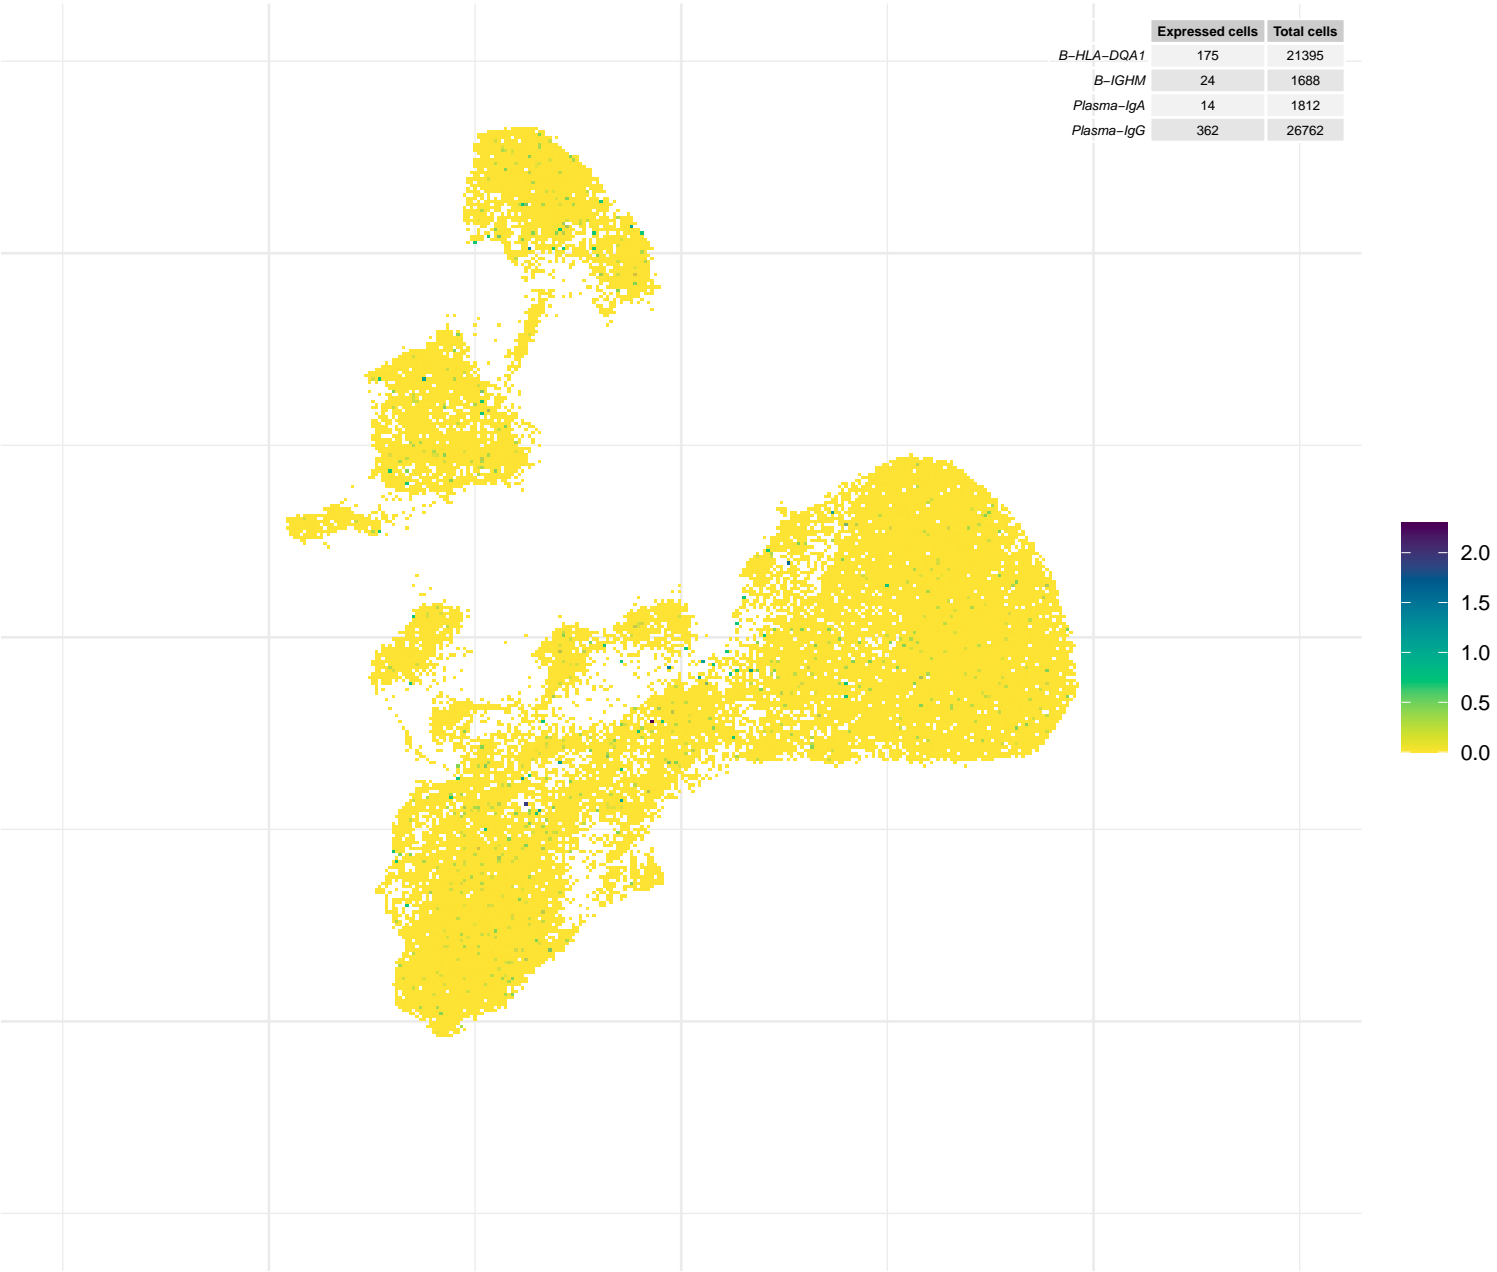 Expressed cells Total cells
B-HLA-DQA1 175 21395
B-IGHM 24 1688
Plasma-IgA 14 1812
Plasma-IgG 362 26762
2.0
1.5
1.0
0.5
0.0